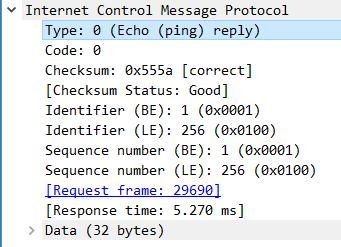 Internet Control Message Protocol
Type: 0 (Echo (ping) reply)
Code: 0
Checksum: 0x555a [correct]
[Checksum Status: Good]
Identifier (BE): 1 (0x0001)
Identifier (LE): 256 (0x0100)
Sequence number (BE): 1 (0x0001)
Sequence number (LE): 256 (0x0100)
[Request frame: 29690]
[Response time: 5.270 ms]
Data (32 bytes)